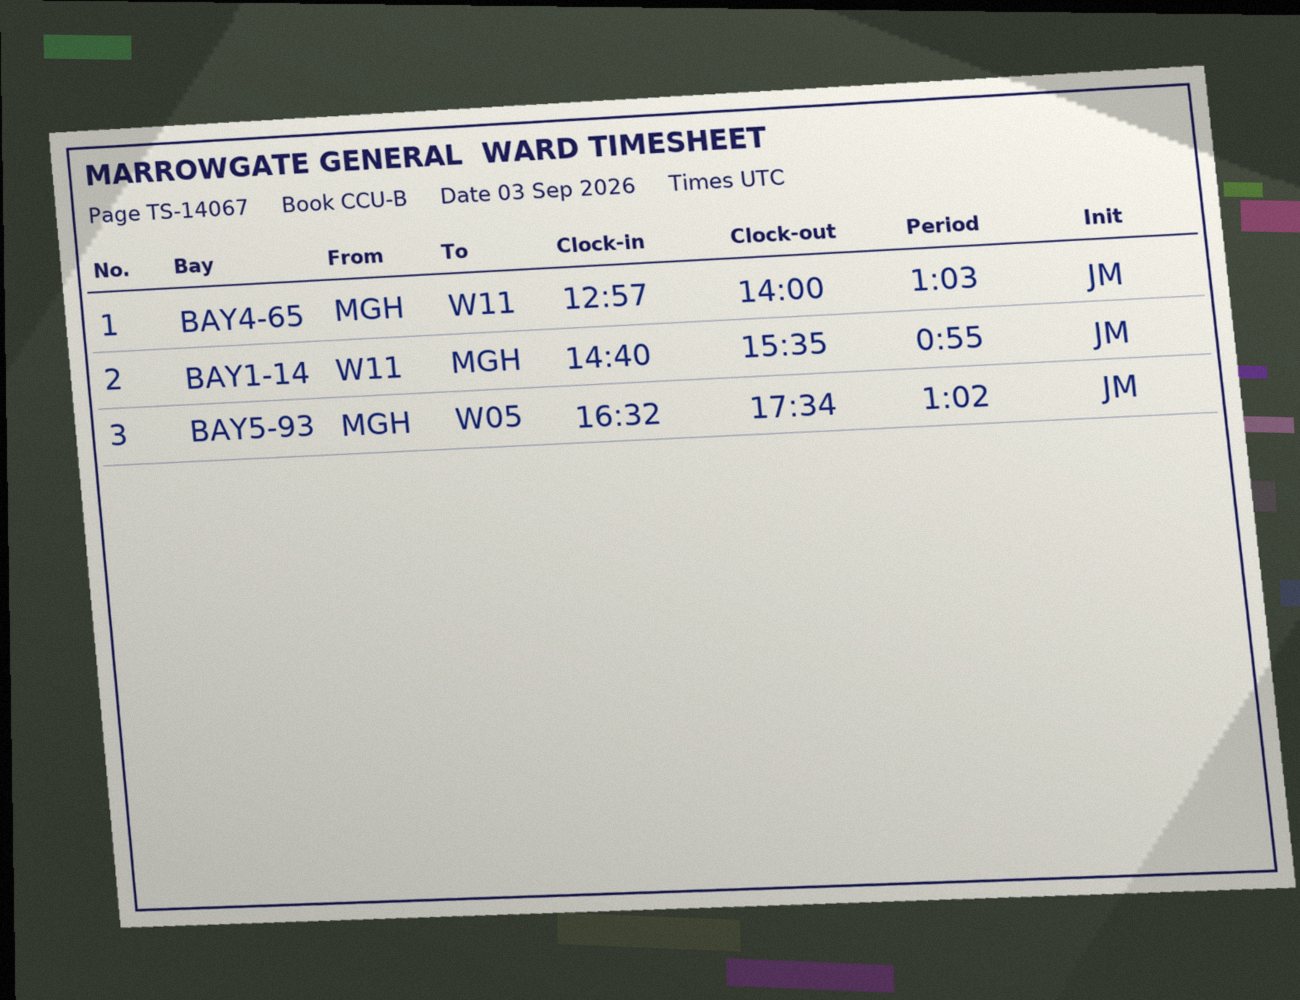 MARROWGATE GENERAL WARD TIMESHEET
Page TS-14067 Book CCU-B Date 03 Sep 2026 Times UTC
No. Bay From To Clock-in Clock-out Period Init
1 BAY4-65 MGH W11 12:57 14:00 1:03 JM
2 BAY1-14 W11 MGH 14:40 15:35 0:55 JM
3 BAY5-93 MGH W05 16:32 17:34 1:02 JM